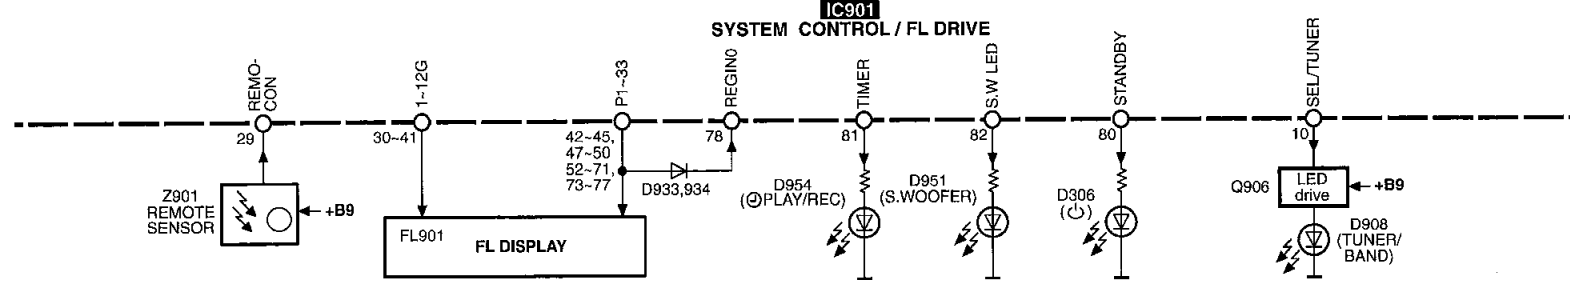 IC901
SYSTEM CONTROL / FL DRIVE
REMO-
CON
1~12G
P1~33
REGIN0
TIMER
S.W LED
STANDBY
SEL/TUNER
29
30~41
42~45,
47~50
52~71,
73~77
78
81
82
80
10
D933,934
Z901
REMOTE
SENSOR
+B9
FL901
FL DISPLAY
D954
(⏲PLAY/REC)
D951
(S.WOOFER)
D306
(⏻)
Q906
LED
drive
+B9
D908
(TUNER/
BAND)